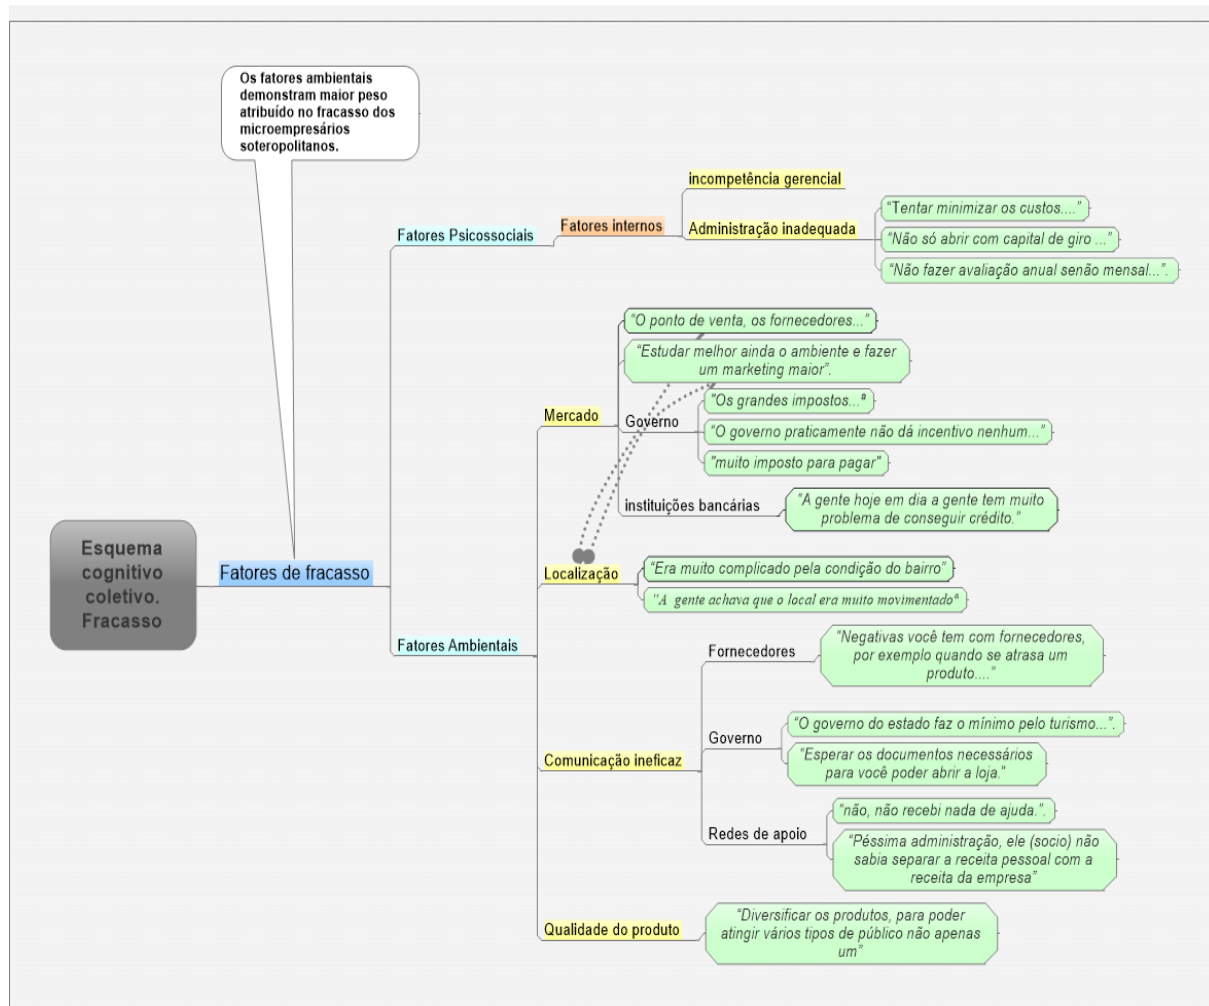 Os fatores ambientais
demonstram maior peso
atribuído no fracasso dos
microempresários
soteropolitanos.
Esquema
cognitivo
coletivo.
Fracasso
Fatores de fracasso
Fatores Psicossociais
Fatores internos
incompetência gerencial
Administração inadequada
“Tentar minimizar os custos....”
“Não só abrir com capital de giro ...”
“Não fazer avaliação anual senão mensal...”.
Fatores Ambientais
Mercado
“O ponto de venda, os fornecedores...”
“Estudar melhor ainda o ambiente e fazer
um marketing maior”.
Governo
"Os grandes impostos...ª
“O governo praticamente não dá incentivo nenhum...”
"muito imposto para pagar"
instituições bancárias
“A gente hoje em dia a gente tem muito
problema de conseguir crédito.”
Localização
“Era muito complicado pela condição do bairro”
"A gente achava que o local era muito movimentadoª
Comunicação ineficaz
Fornecedores
“Negativas você tem com fornecedores,
por exemplo quando se atrasa um
produto....”
Governo
“O governo do estado faz o mínimo pelo turismo...”.
“Esperar os documentos necessários
para você poder abrir a loja.”
Redes de apoio
“não, não recebi nada de ajuda.”.
“Péssima administração, ele (socio) não
sabia separar a receita pessoal com a
receita da empresa”
Qualidade do produto
“Diversificar os produtos, para poder
atingir vários tipos de público não apenas
um”